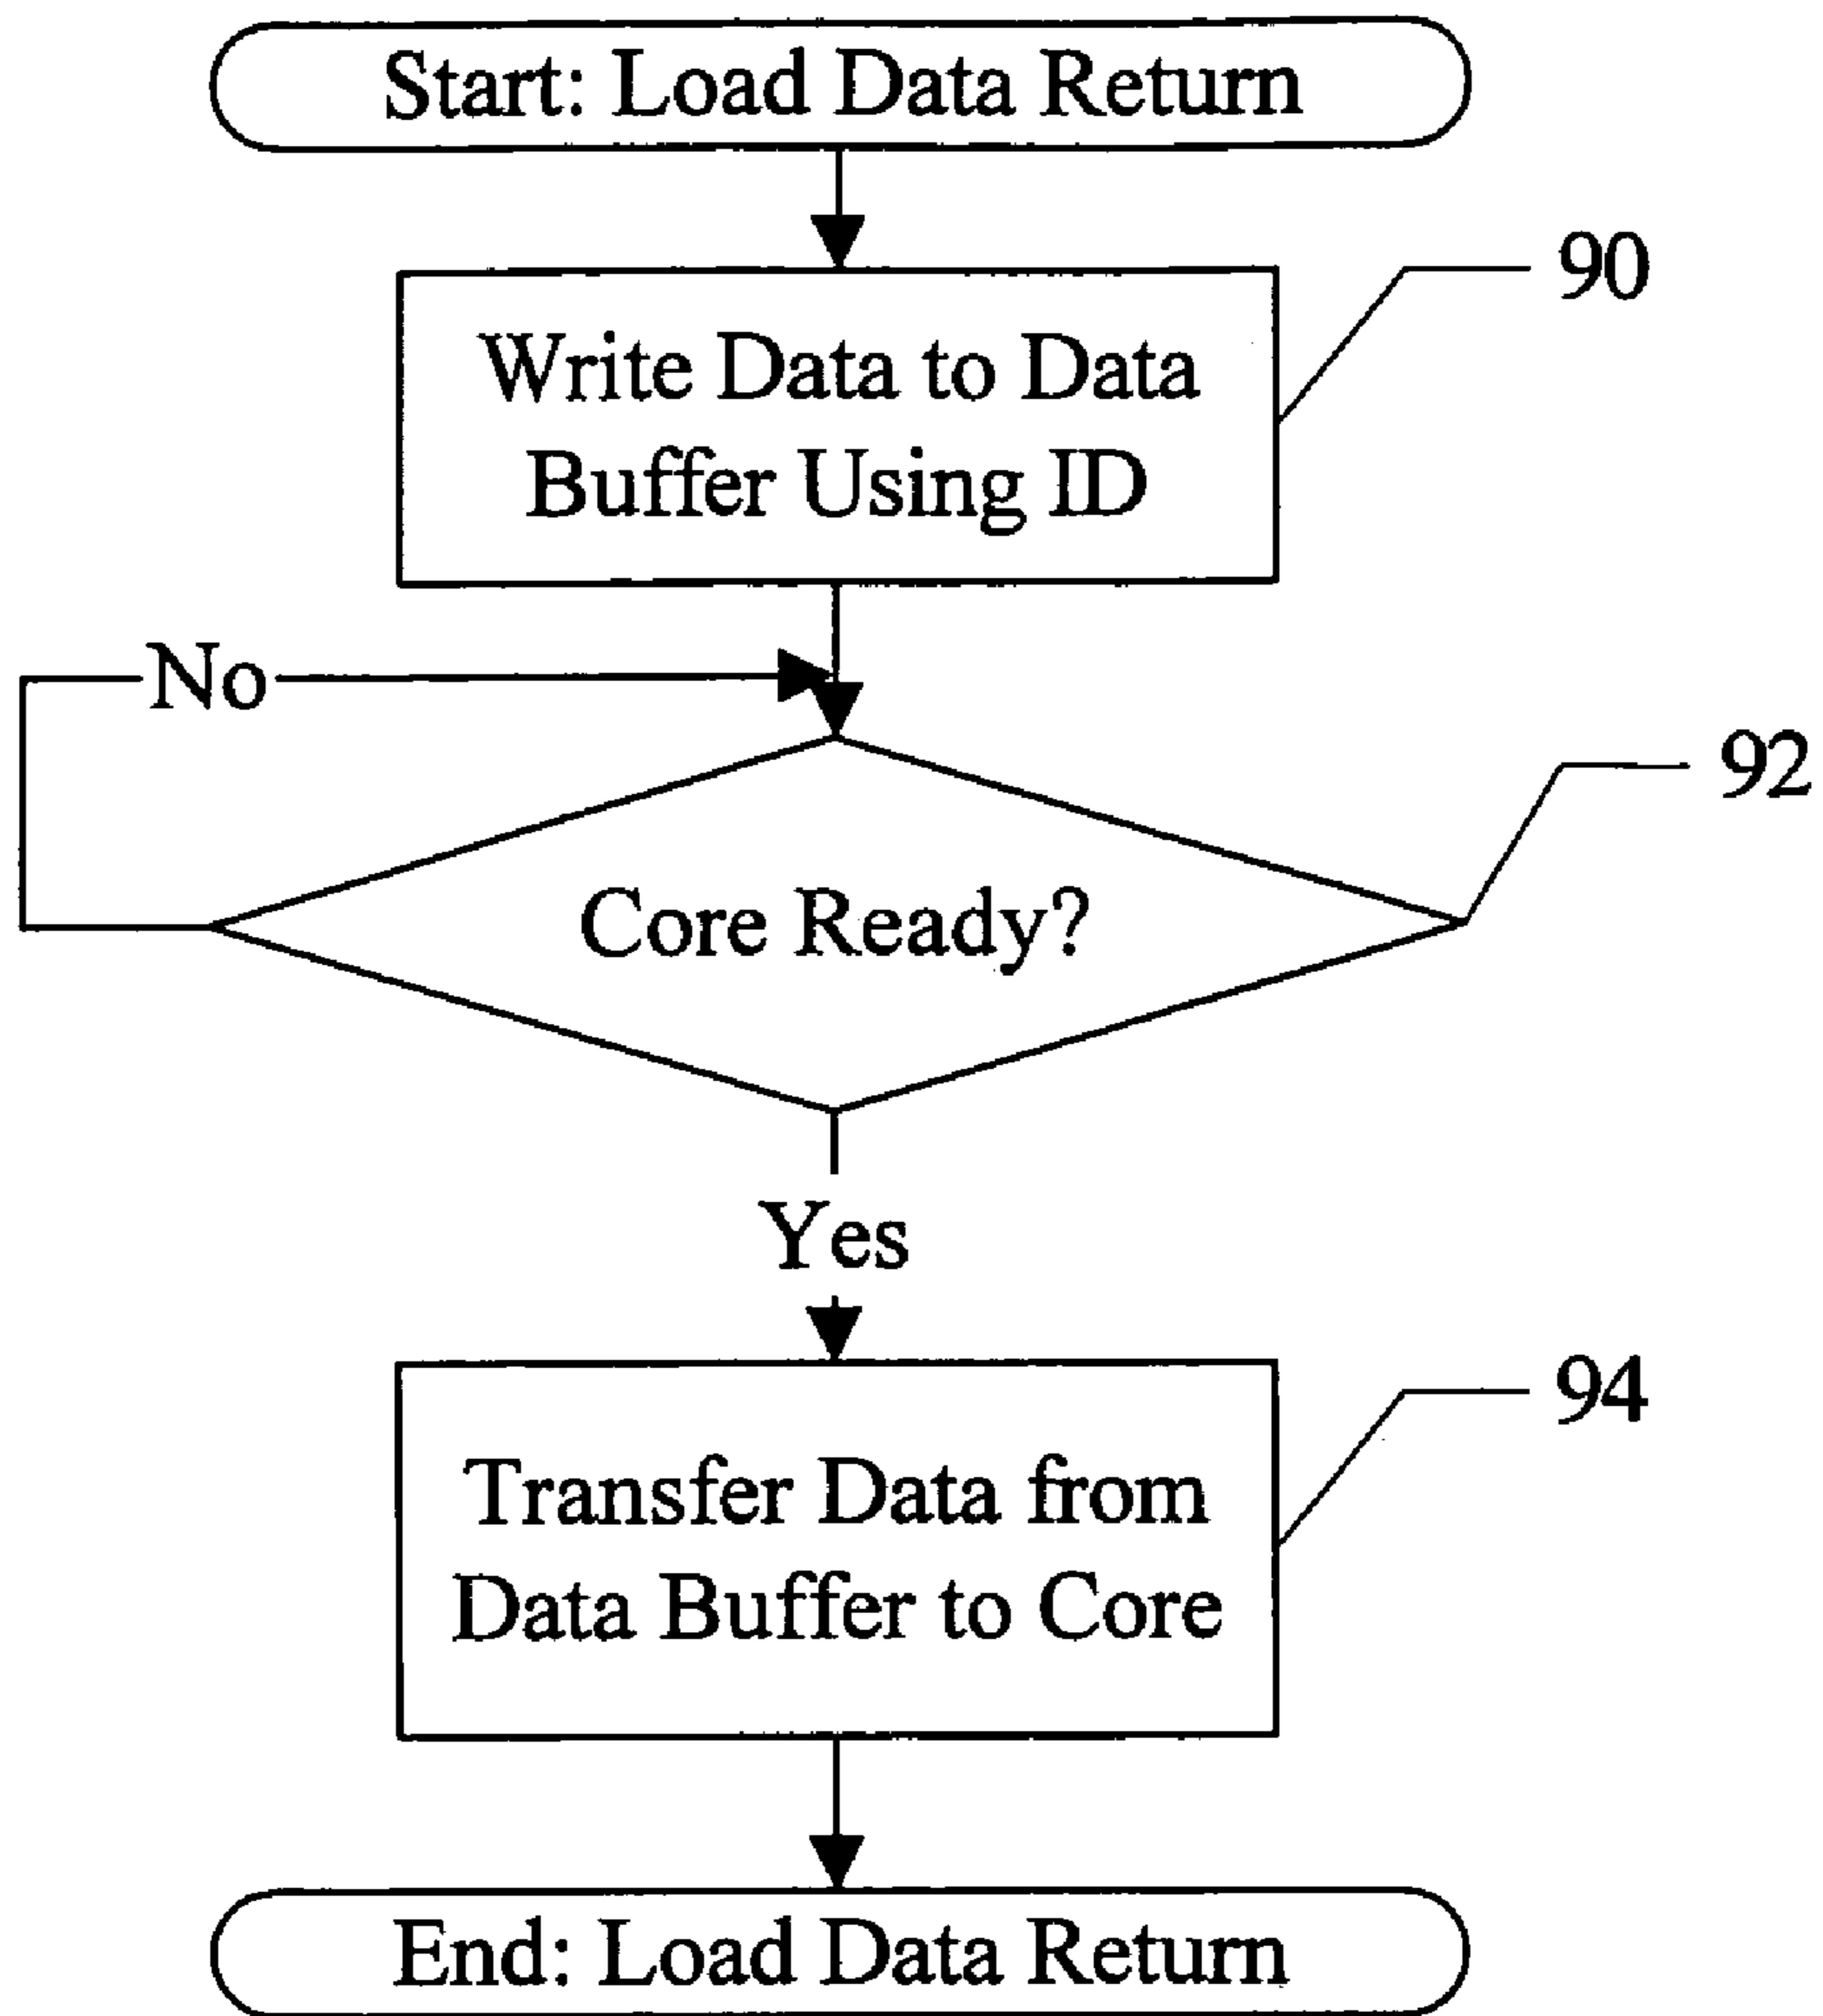 Start: Load Data Return
90
Write Data to Data
Buffer Using ID
No
92
Core Ready?
Yes
94
Transfer Data from
Data Buffer to Core
End: Load Data Return